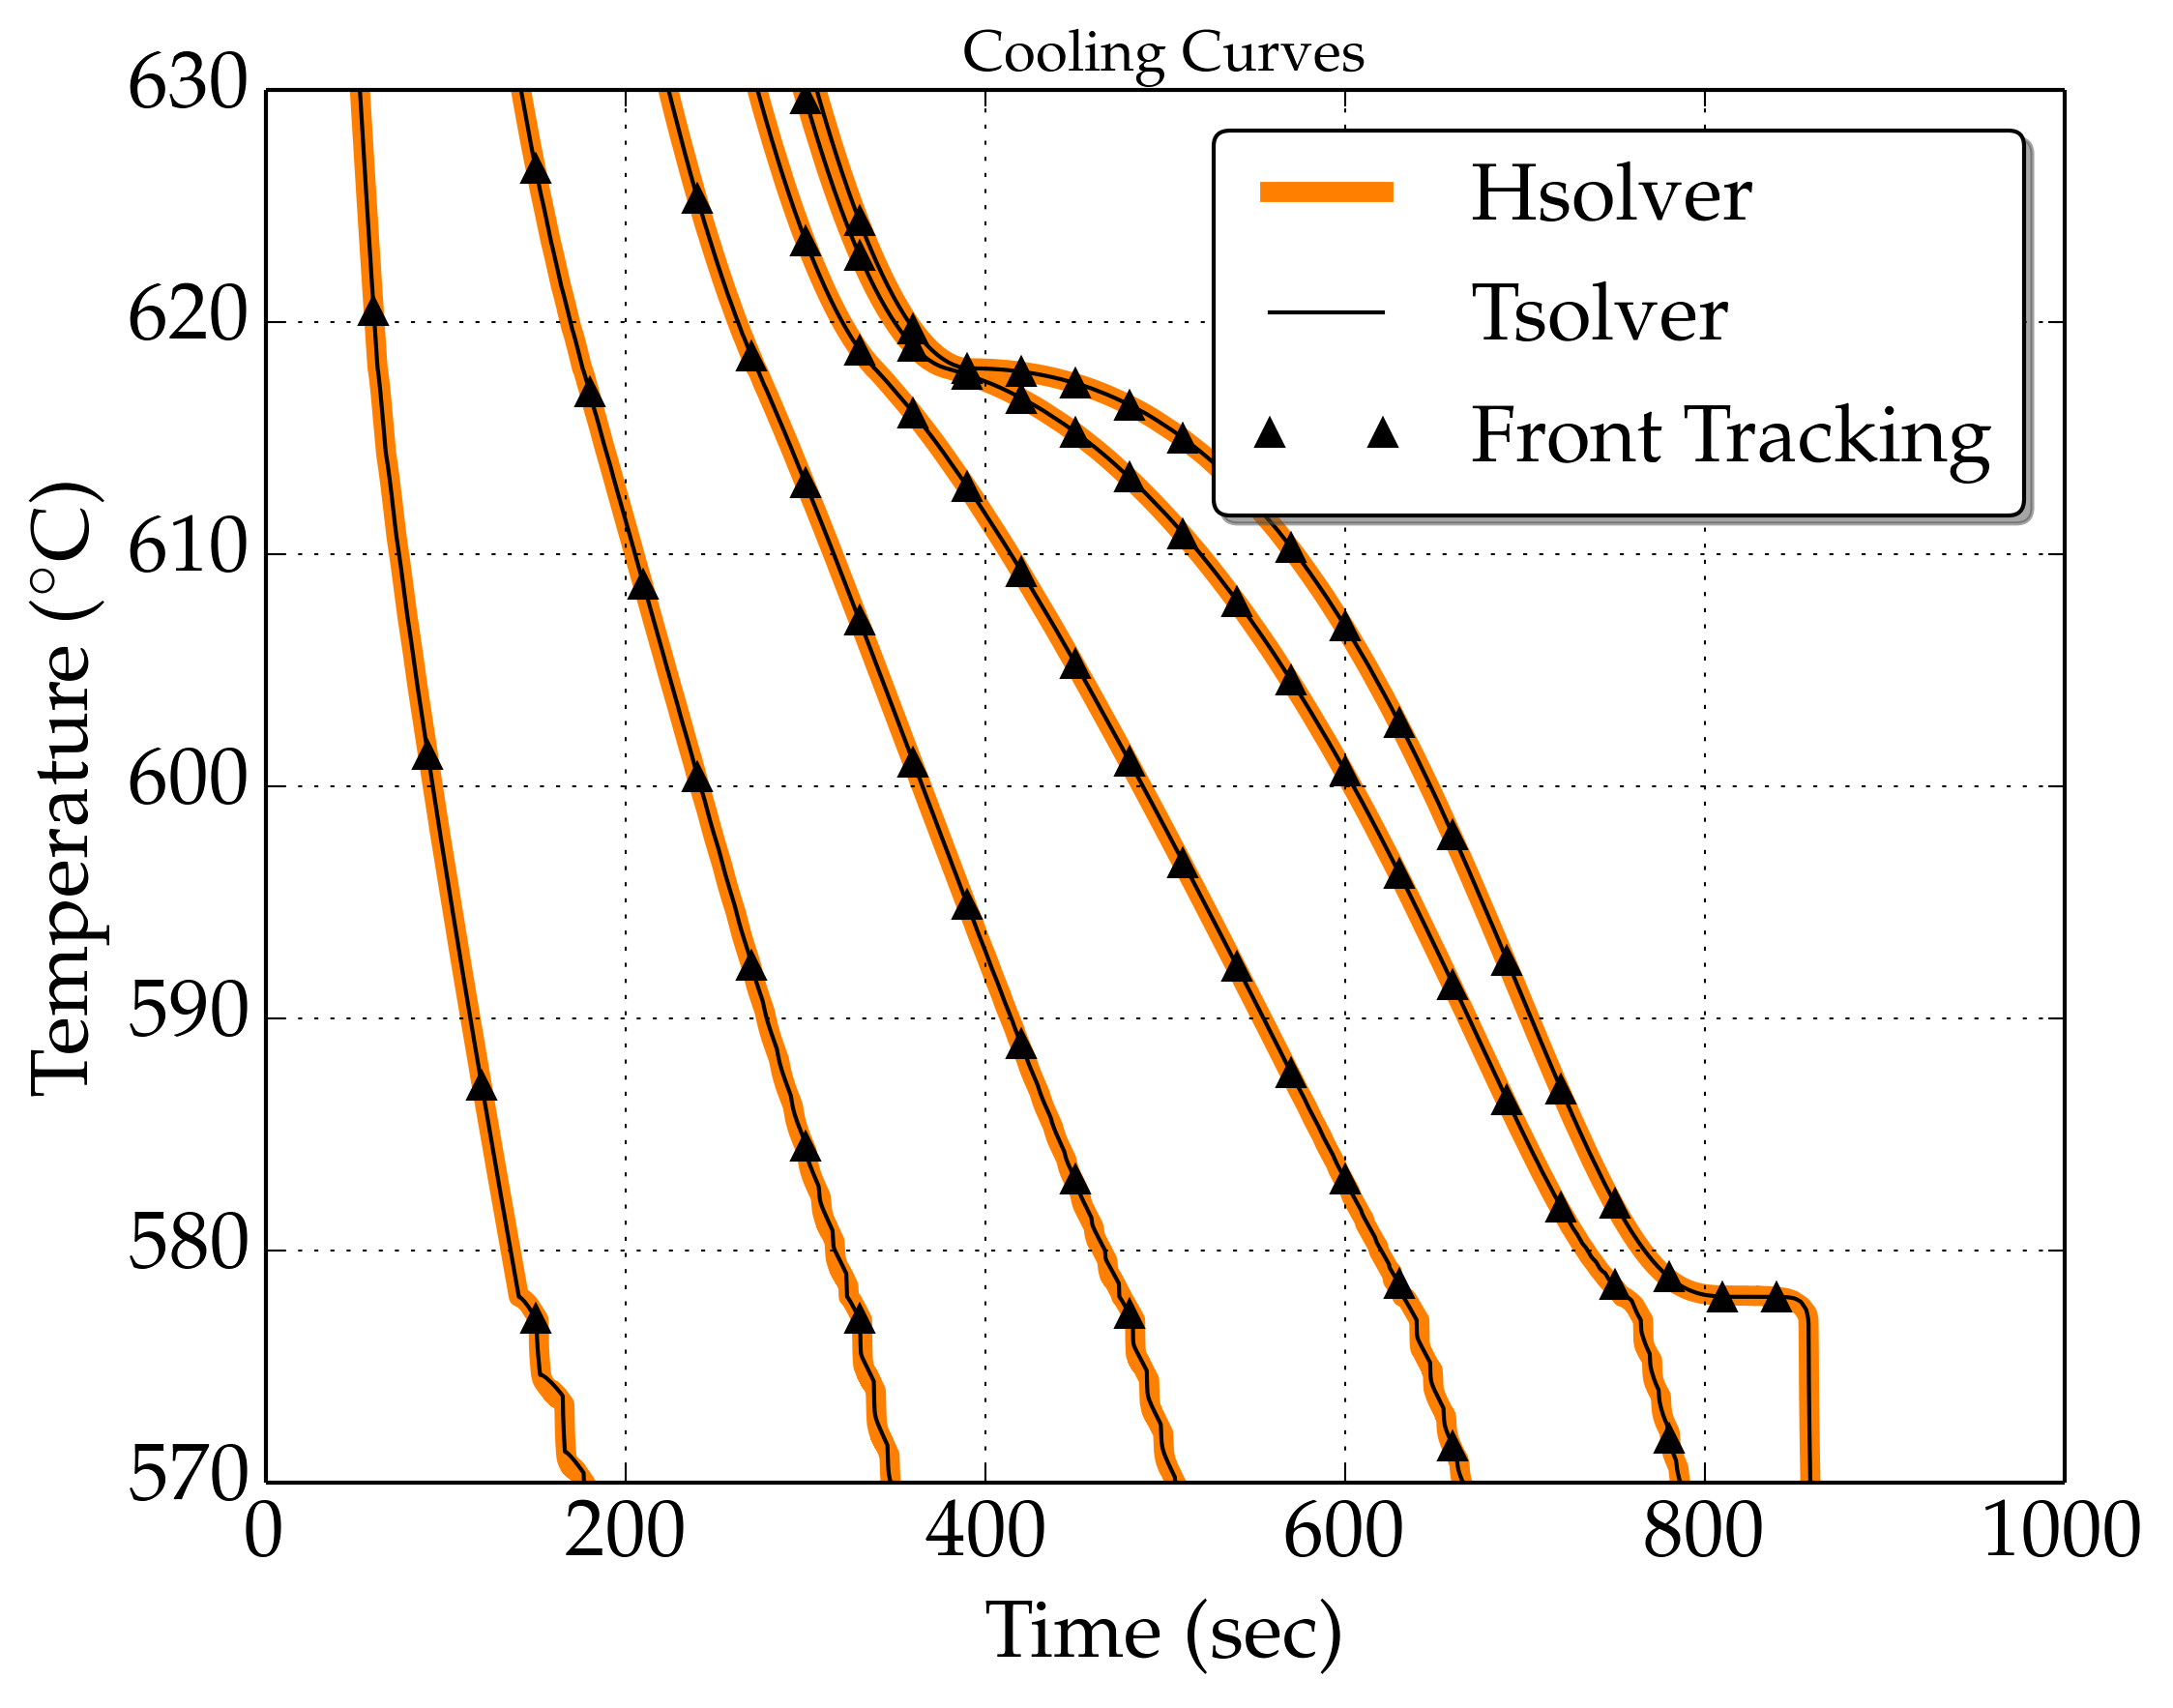 Cooling Curves
630
620
610
600
590
580
570
Temperature (°C)
Hsolver
Tsolver
Front Tracking
0 200 400 600 800 1000
Time (sec)